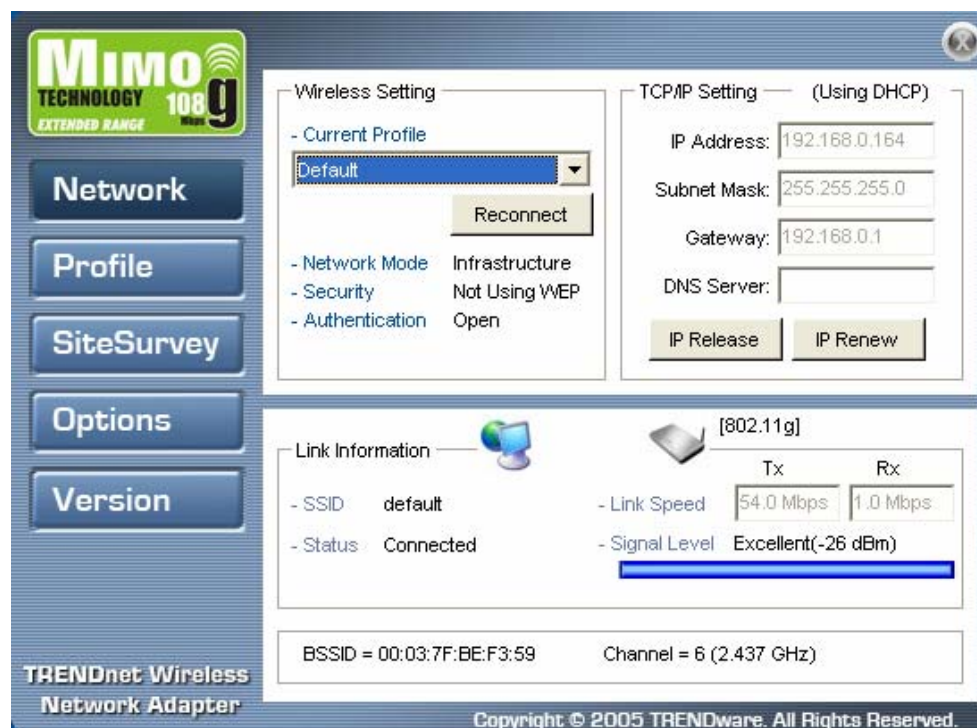 MIMO
TECHNOLOGY 108 Mbps g
EXTENDED RANGE
Network
Profile
SiteSurvey
Options
Version
TRENDnet Wireless
Network Adapter
Wireless Setting
- Current Profile
Default
Reconnect
- Network Mode Infrastructure
- Security Not Using WEP
- Authentication Open
TCP/IP Setting (Using DHCP)
IP Address: 192.168.0.164
Subnet Mask: 255.255.255.0
Gateway: 192.168.0.1
DNS Server:
IP Release IP Renew
Link Information
- SSID default
- Status Connected
[802.11g]
Tx Rx
- Link Speed 54.0 Mbps 1.0 Mbps
- Signal Level Excellent(-26 dBm)
BSSID = 00:03:7F:BE:F3:59 Channel = 6 (2.437 GHz)
Copyright © 2005 TRENDware. All Rights Reserved.